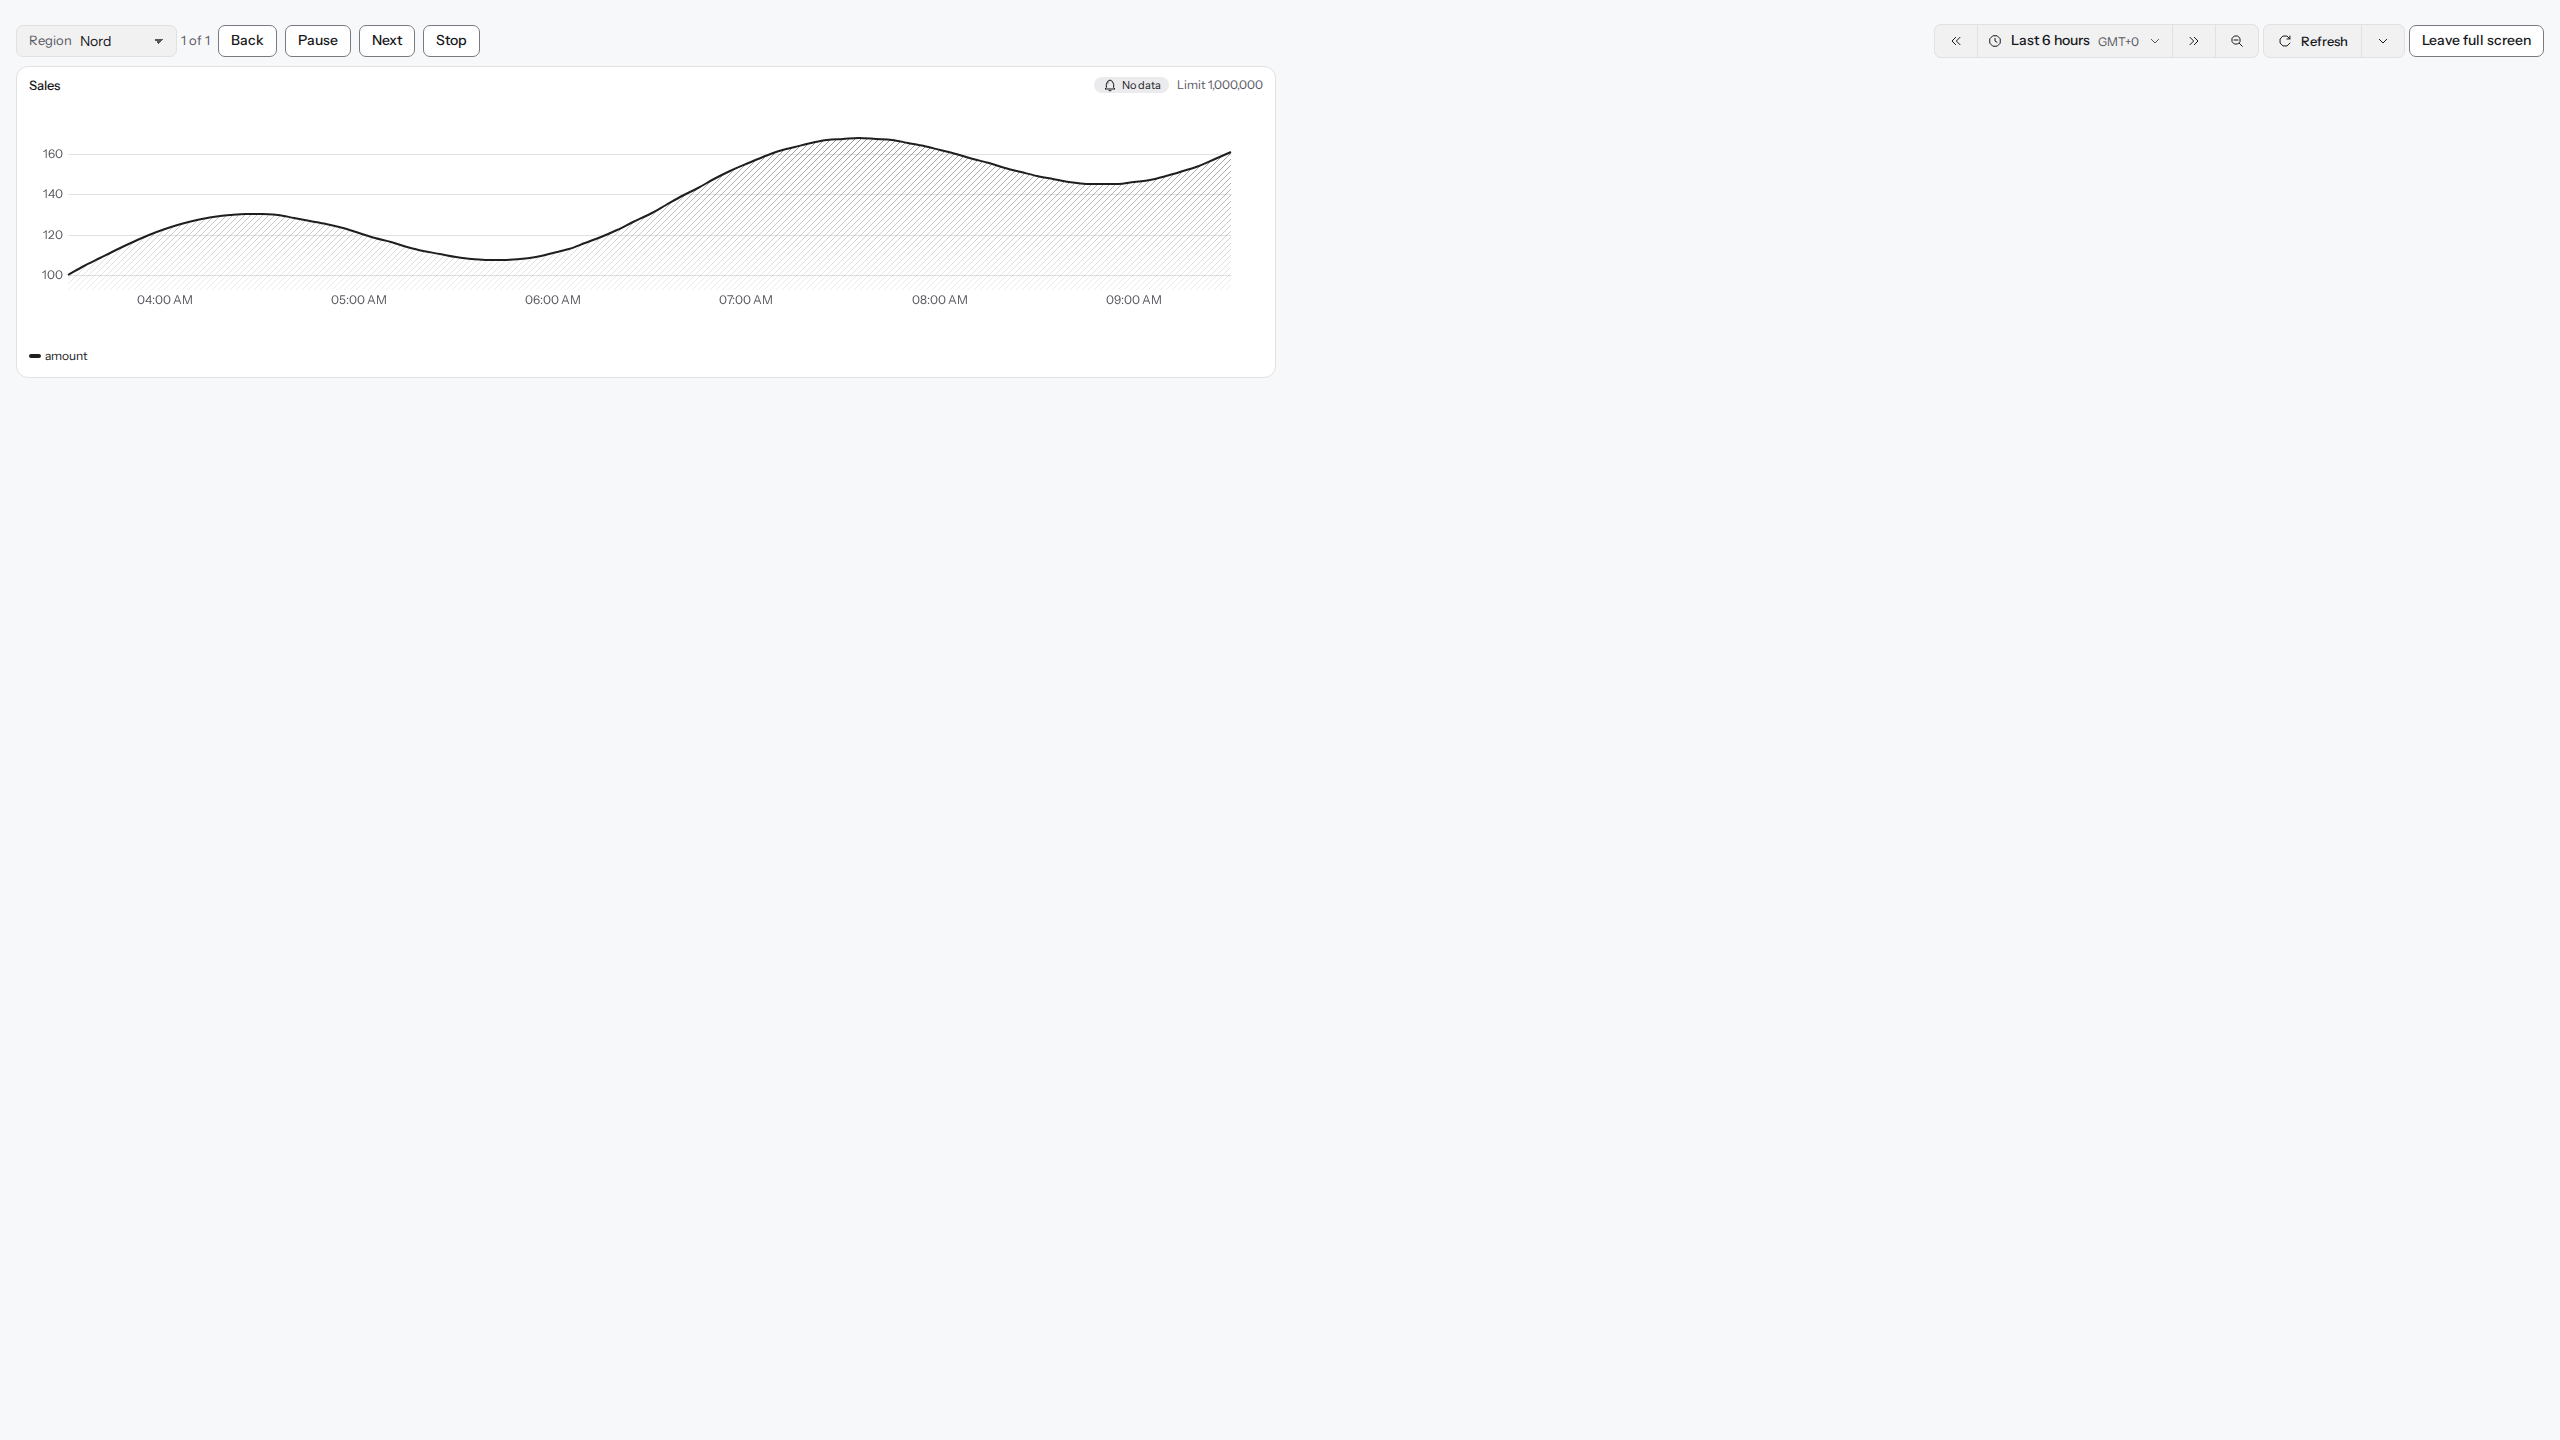 Region Nord 1 of 1 Back Pause Next Stop Last 6 hours GMT+0 Refresh Leave full screen
Sales No data Limit 1,000,000
160
140
120
100
04:00 AM 05:00 AM 06:00 AM 07:00 AM 08:00 AM 09:00 AM
amount